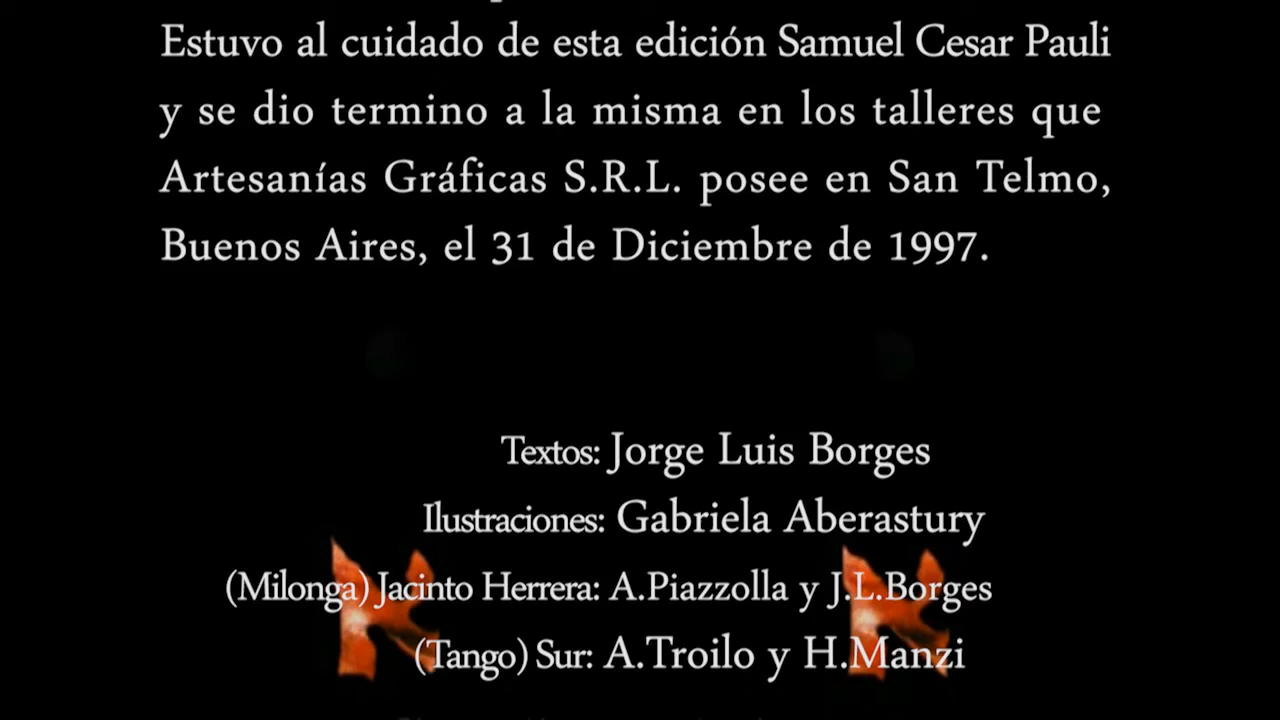 Estuvo al cuidado de esta edición Samuel Cesar Pauli
y se dio termino a la misma en los talleres que
Artesanías Gráficas S.R.L. posee en San Telmo,
Buenos Aires, el 31 de Diciembre de 1997.
Textos: Jorge Luis Borges
Ilustraciones: Gabriela Aberastury
(Milonga) Jacinto Herrera: A.Piazzolla y J.L.Borges
(Tango) Sur: A.Troilo y H.Manzi